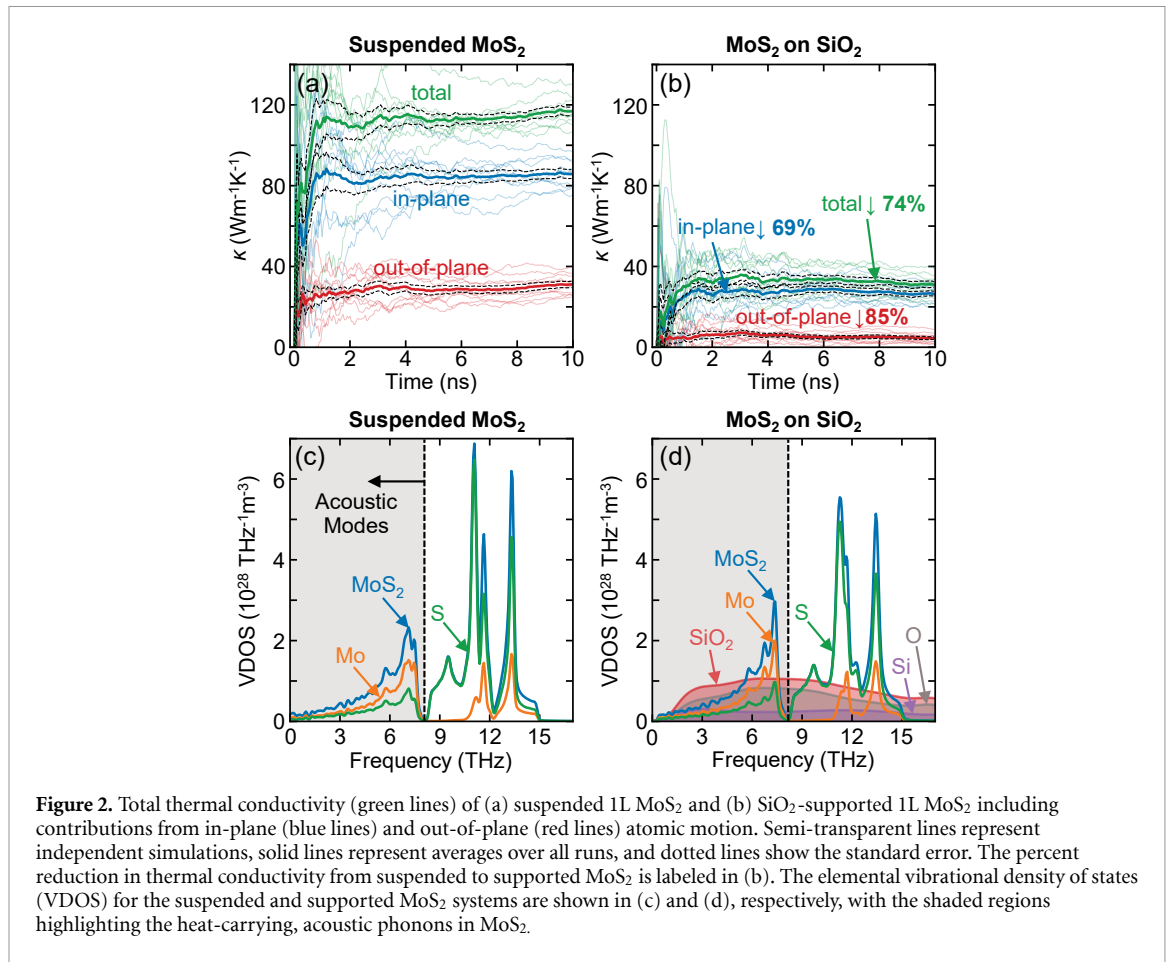 Suspended MoS₂
MoS₂ on SiO₂
(a)
total
in-plane
out-of-plane
κ (Wm⁻¹K⁻¹)
120
80
40
0
0 2 4 6 8 10
Time (ns)
(b)
total ↓ 74%
in-plane ↓ 69%
out-of-plane ↓ 85%
κ (Wm⁻¹K⁻¹)
120
80
40
0
0 2 4 6 8 10
Time (ns)
Suspended MoS₂
MoS₂ on SiO₂
(c)
Acoustic
Modes
MoS₂
Mo
S
VDOS (10²⁸ THz⁻¹m⁻³)
6
4
2
0
0 3 6 9 12 15
Frequency (THz)
(d)
MoS₂
Mo
SiO₂
S
O
Si
VDOS (10²⁸ THz⁻¹m⁻³)
6
4
2
0
0 3 6 9 12 15
Frequency (THz)
Figure 2. Total thermal conductivity (green lines) of (a) suspended 1L MoS₂ and (b) SiO₂-supported 1L MoS₂ including
contributions from in-plane (blue lines) and out-of-plane (red lines) atomic motion. Semi-transparent lines represent
independent simulations, solid lines represent averages over all runs, and dotted lines show the standard error. The percent
reduction in thermal conductivity from suspended to supported MoS₂ is labeled in (b). The elemental vibrational density of states
(VDOS) for the suspended and supported MoS₂ systems are shown in (c) and (d), respectively, with the shaded regions
highlighting the heat-carrying, acoustic phonons in MoS₂.